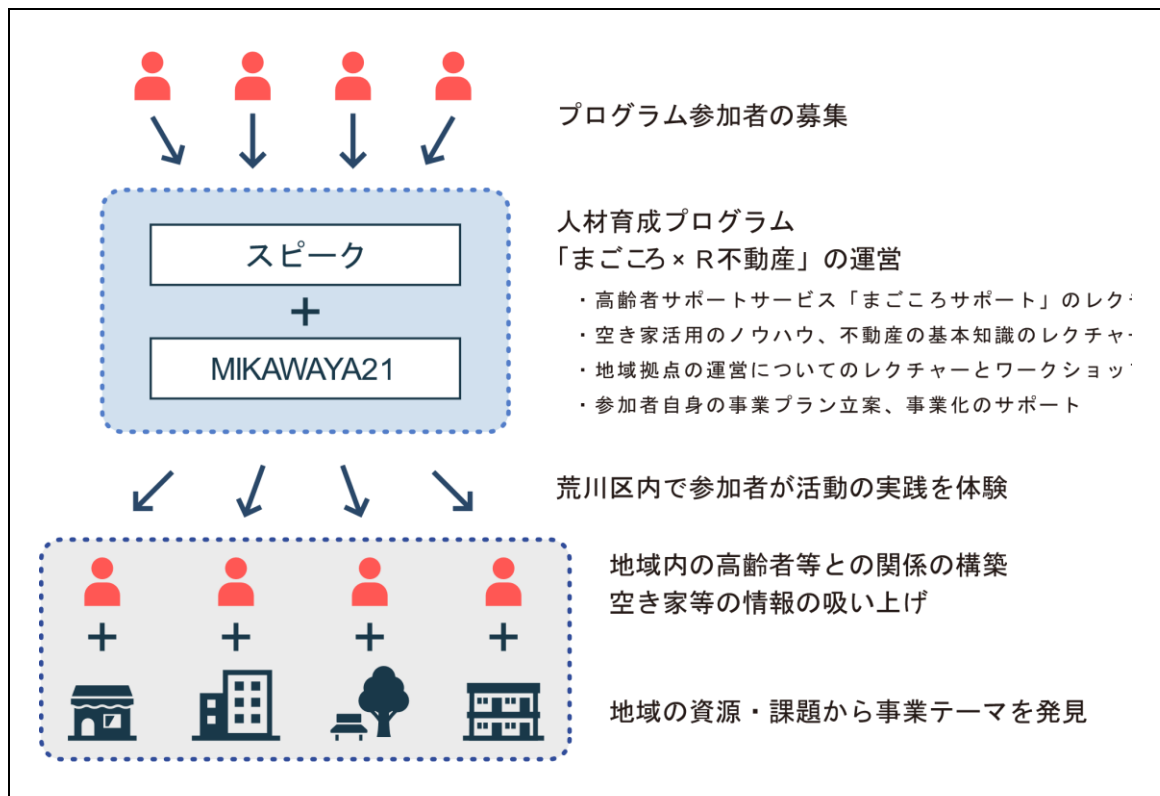 プログラム参加者の募集
スピーク
+
MIKAWAYA21
人材育成プログラム
「まごころ×R不動産」の運営
・高齢者サポートサービス「まごころサポート」のレク
・空き家活用のノウハウ、不動産の基本知識のレクチャー
・地域拠点の運営についてのレクチャーとワークショッ
・参加者自身の事業プラン立案、事業化のサポート
荒川区内で参加者が活動の実践を体験
地域内の高齢者等との関係の構築
空き家等の情報の吸い上げ
+ + + +
地域の資源・課題から事業テーマを発見